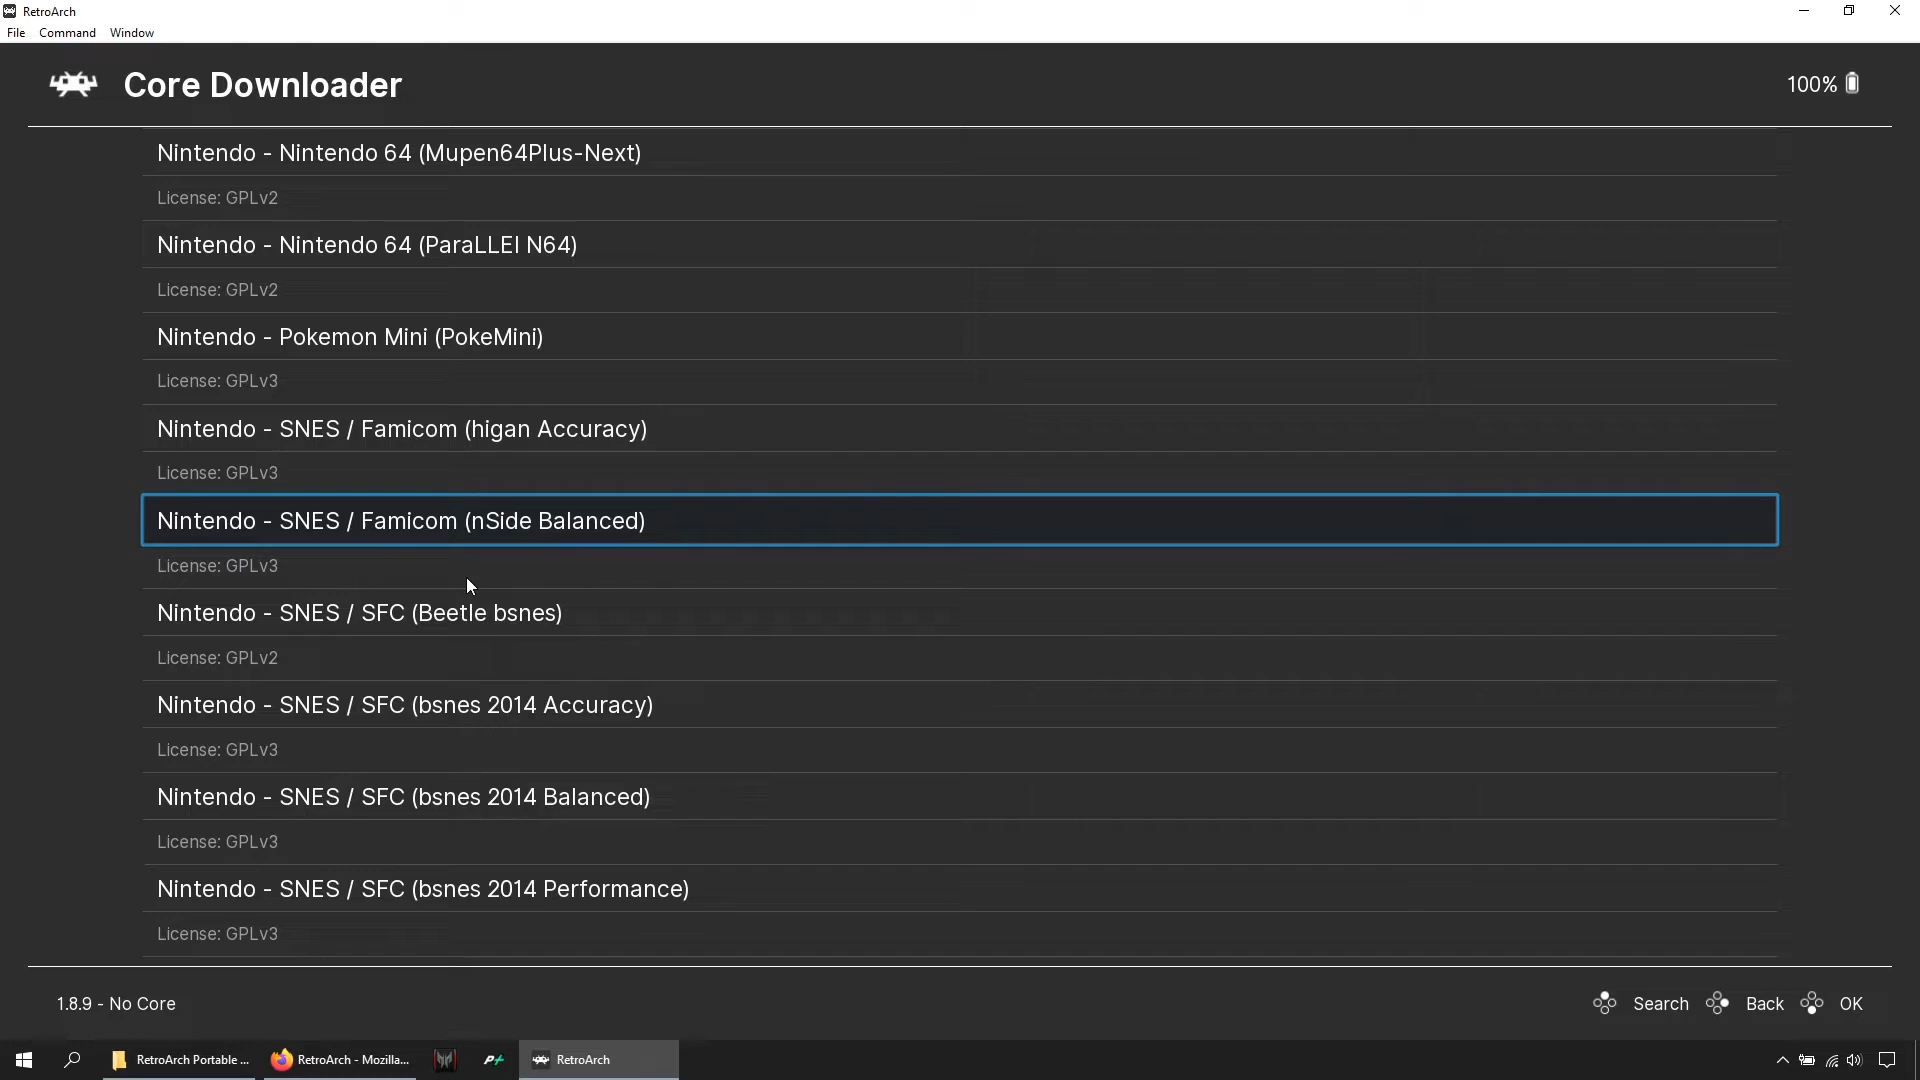 RetroArch
File Command Window
Core Downloader
100%
Nintendo - Nintendo 64 (Mupen64Plus-Next)
License: GPLv2
Nintendo - Nintendo 64 (ParaLLEl N64)
License: GPLv2
Nintendo - Pokemon Mini (PokeMini)
License: GPLv3
Nintendo - SNES / Famicom (higan Accuracy)
License: GPLv3
Nintendo - SNES / Famicom (nSide Balanced)
License: GPLv3
Nintendo - SNES / SFC (Beetle bsnes)
License: GPLv2
Nintendo - SNES / SFC (bsnes 2014 Accuracy)
License: GPLv3
Nintendo - SNES / SFC (bsnes 2014 Balanced)
License: GPLv3
Nintendo - SNES / SFC (bsnes 2014 Performance)
License: GPLv3
1.8.9 - No Core
Search Back OK
RetroArch Portable ... RetroArch - Mozilla... P+ RetroArch